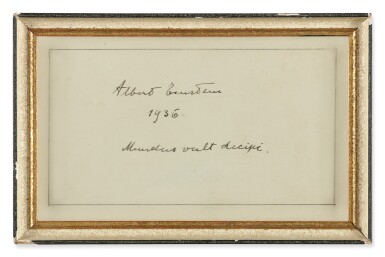 Albert Einstein
1936.
Mundus vult decipi.